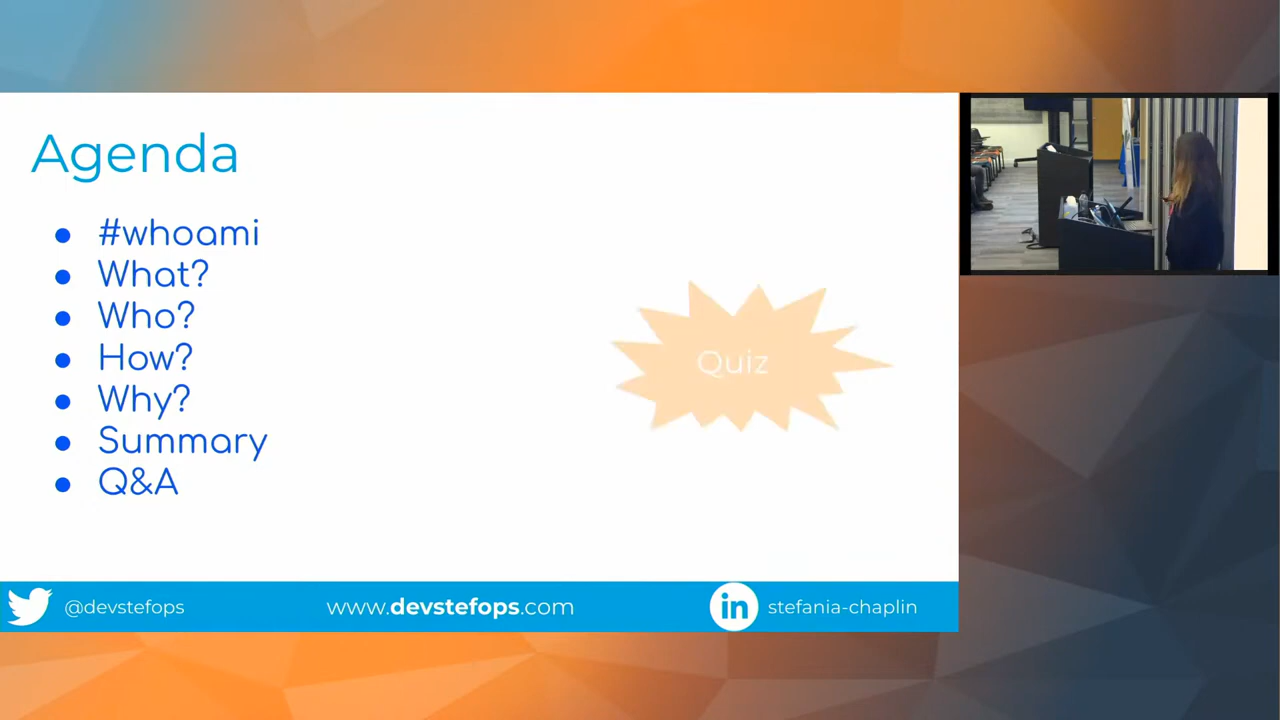 Agenda
#whoami
What?
Who?
How?
Why?
Summary
Q&A
Quiz
@devstefops
www.devstefops.com
in
stefania-chaplin